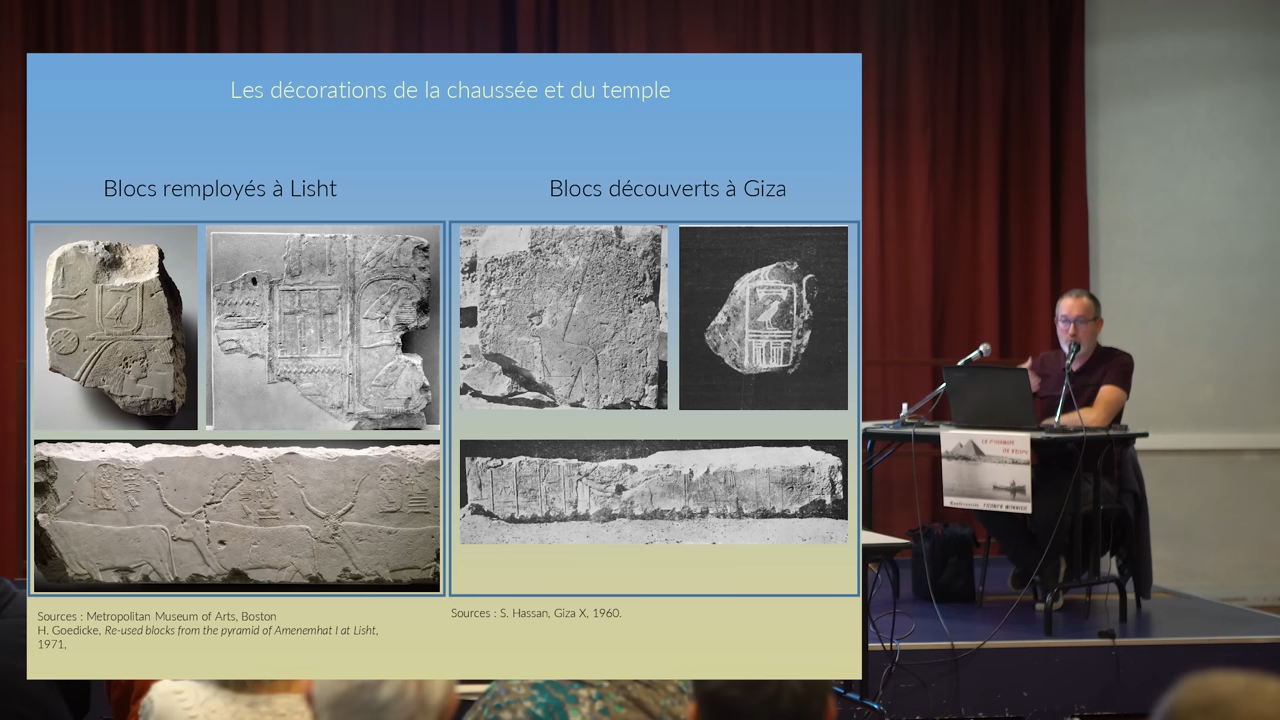 Les décorations de la chaussée et du temple
Blocs remployés à Lisht
Blocs découverts à Giza
Sources : Metropolitan Museum of Arts, Boston
H. Goedicke, Re-used blocks from the pyramid of Amenemhat I at Lisht,
1971,
Sources : S. Hassan, Giza X, 1960.